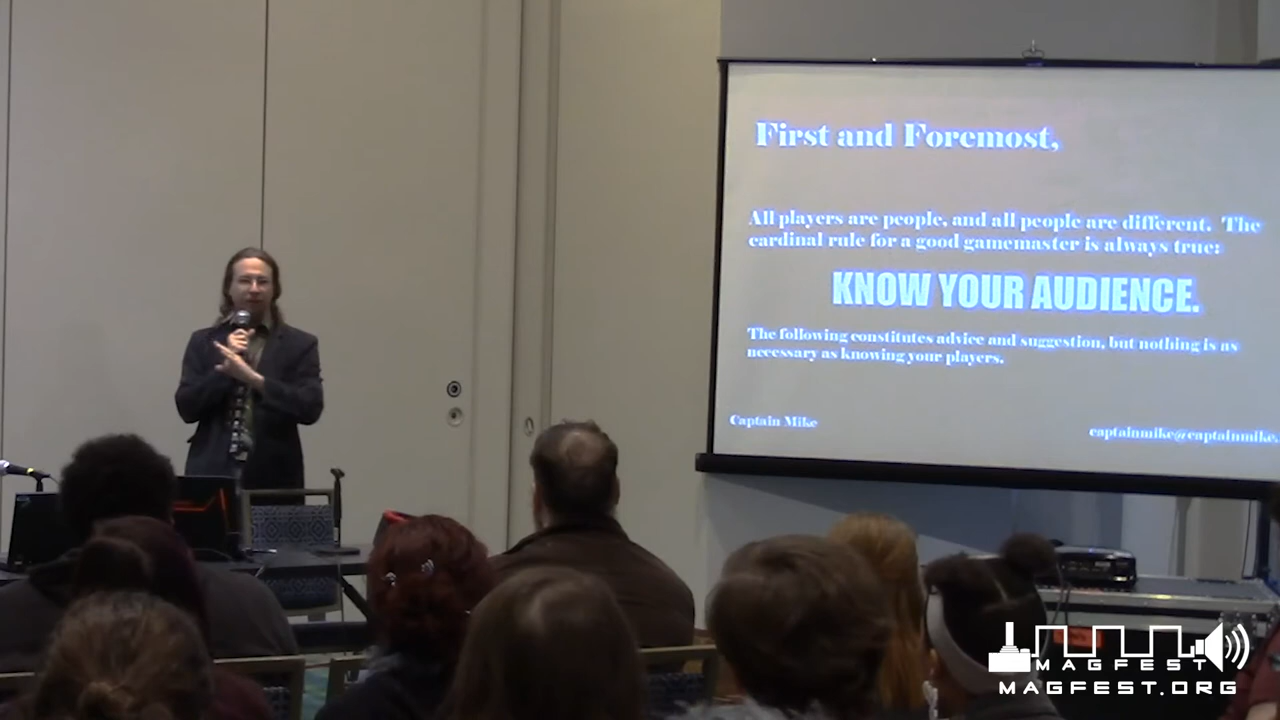 First and Foremost,
All players are people, and all people are different. The
cardinal rule for a good gamemaster is always true:
KNOW YOUR AUDIENCE.
The following constitutes advice and suggestion, but nothing is as
necessary as knowing your players.
Captain Mike
captainmike@captainmike.
MAGFEST
MAGFEST.ORG